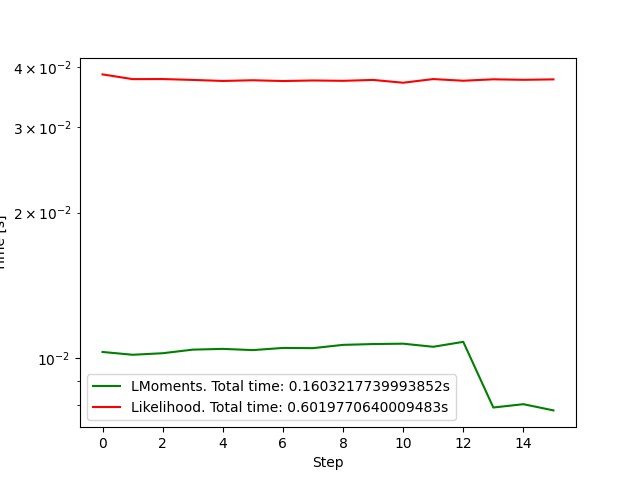 4 × 10⁻²
3 × 10⁻²
2 × 10⁻²
10⁻²
Time [s]
LMoments. Total time: 0.1603217739993852s
Likelihood. Total time: 0.6019770640009483s
0 2 4 6 8 10 12 14
Step